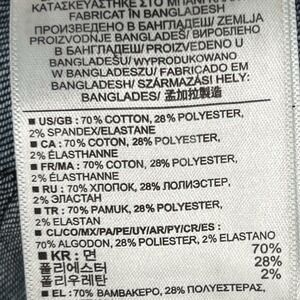 ΚΑΤΑΣΚΕΥΑΣΤΗΚΕ ΣΤΟ ΜΠΑΝΓΚΛΑΝΤΕΣ/
FABRICAT ÎN BANGLADESH/
ПРОИЗВЕДЕНО В БАНГЛАДЕШ/ ZEMLJA
PROIZVODNJE BANGLADEŠ/ ВИРОБЛЕНО
В БАНГЛАДЕШ/ PROIZVEDENO U
BANGLADEŠU/ WYPRODUKOWANO
W BANGLADESZU/ FABRICADO EM
BANGLADESH/ SZÁRMAZÁSI HELY:
BANGLADES/ 孟加拉製造
■ US/GB : 70% COTTON, 28% POLYESTER,
2% SPANDEX/ELASTANE
■ CA : 70% COTON, 28% POLYESTER,
2% ÉLASTHANNE
■ FR/MA : 70% COTON, 28% POLYESTER,
2% ÉLASTHANNE
■ RU : 70% ХЛОПОК, 28% ПОЛИЭСТЕР,
2% ЭЛАСТАН
■ TR : 70% PAMUK, 28% POLYESTER,
2% ELASTAN
■ CL/CO/MX/PA/PE/UY/AR/PY/CR/ES :
70% ALGODON, 28% POLIESTER, 2% ELASTANO
■ KR : 면 70%
폴리에스터 28%
폴리우레탄 2%
■ EL : 70% ΒΑΜΒΑΚΕΡΟ, 28% ΠΟΛΥΕΣΤΕΡΑΣ,